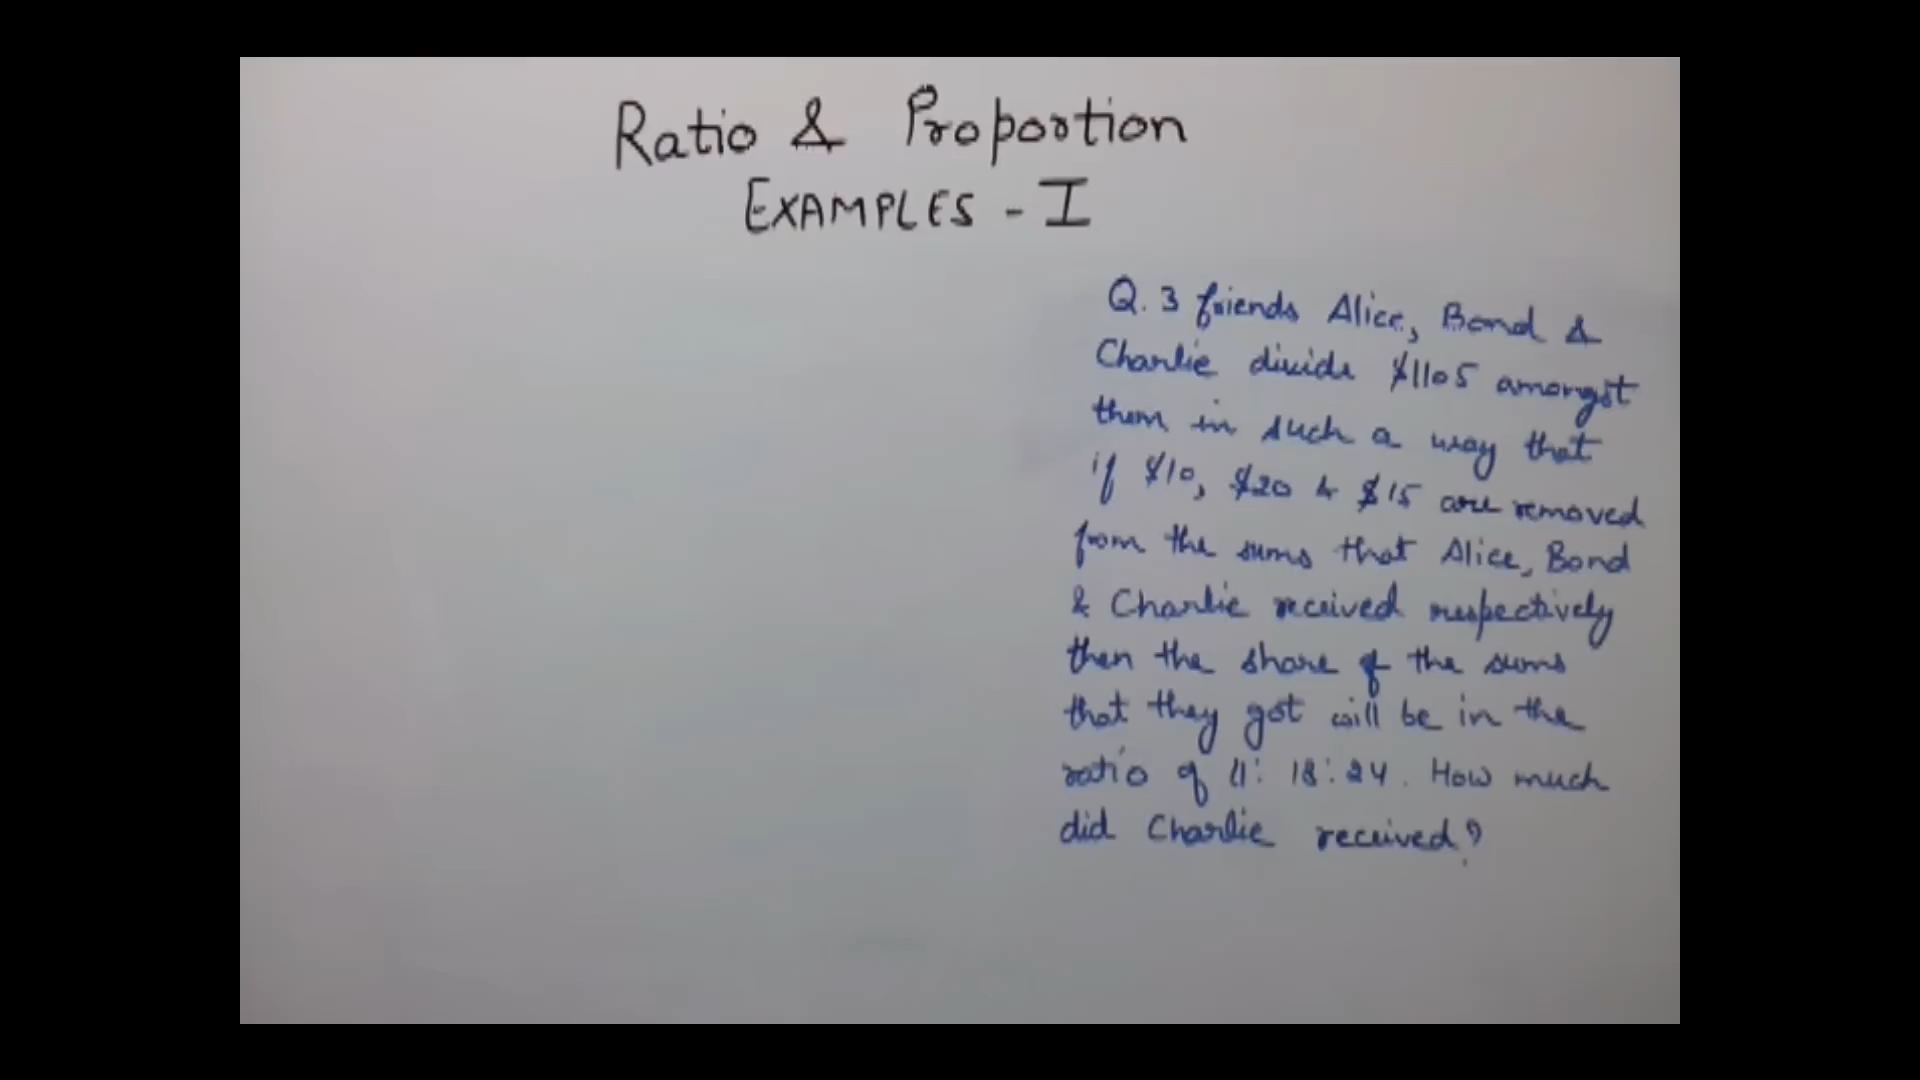 Ratio & Proportion
EXAMPLES - I
Q. 3 friends Alice, Bond &
Charlie divide $1105 amongst
them in such a way that
if $10, $20 & $15 are removed
from the sums that Alice, Bond
& Charlie received respectively
then the share of the sums
that they got will be in the
ratio of 11: 18: 24. How much
did Charlie received?